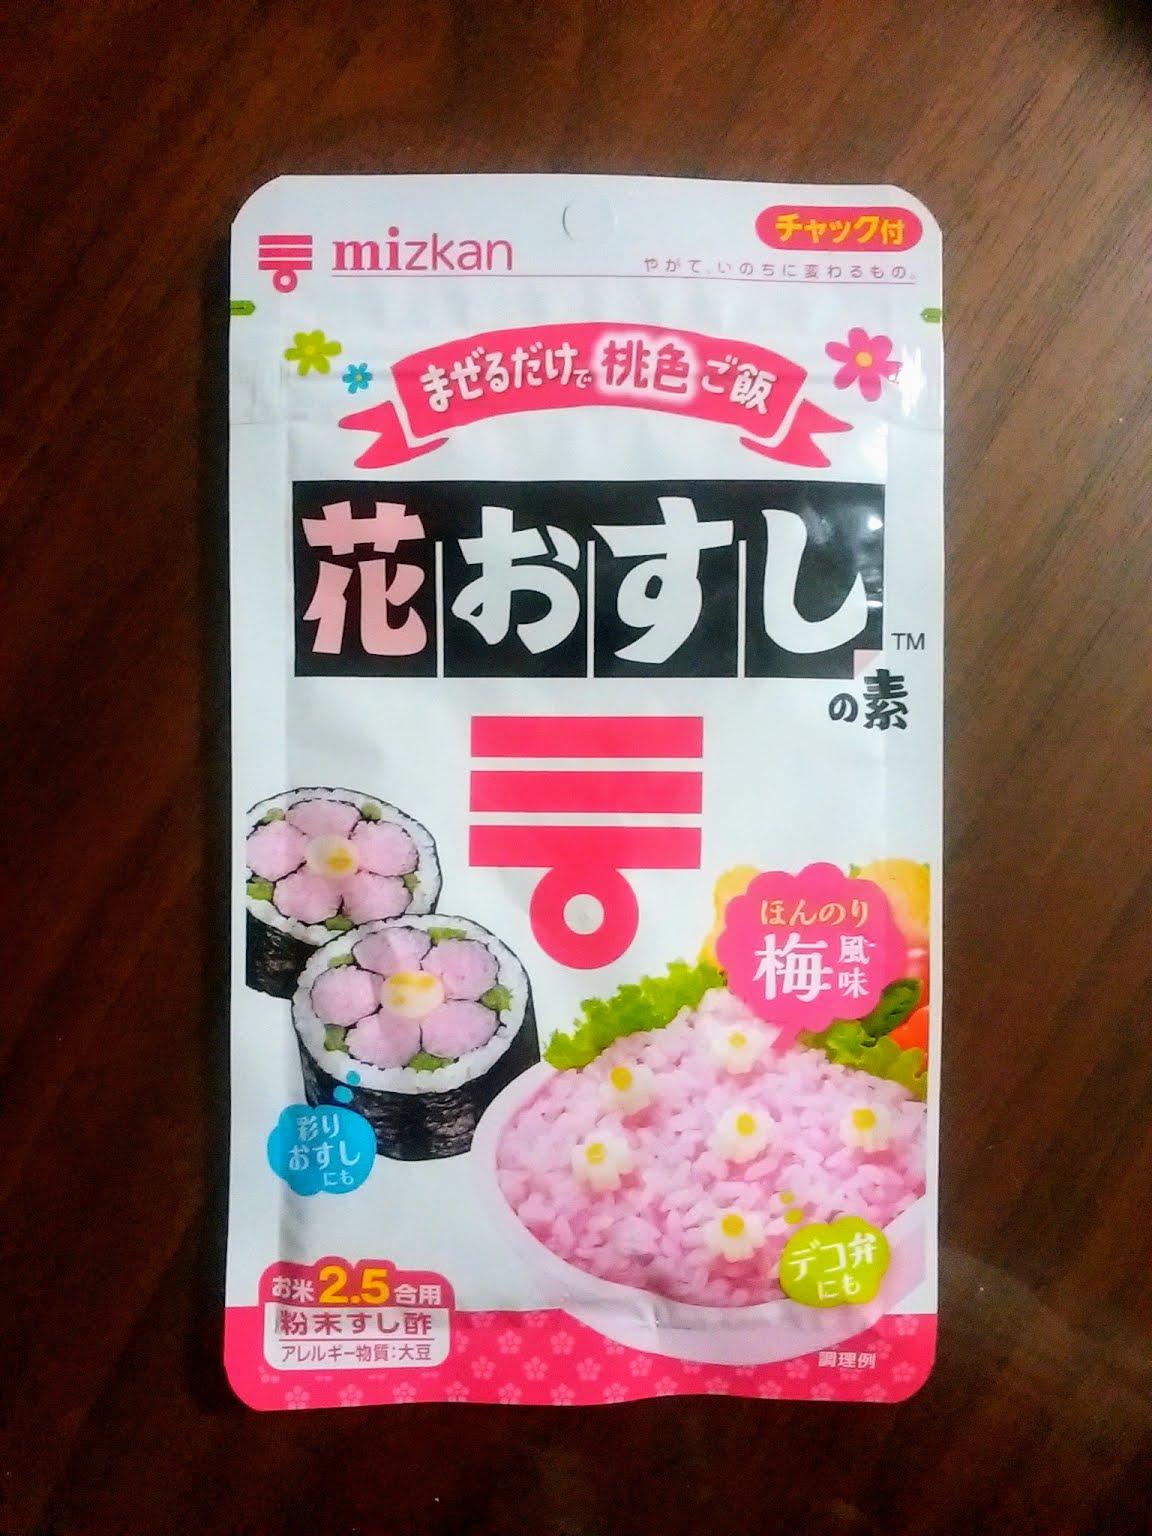 mizkan
チャック付
やがて、いのちに変わるもの。
まぜるだけで桃色ご飯
花おすし
TM
の素
ほんのり
梅風味
彩り
おすし
にも
デコ弁
にも
お米2.5合用
粉末すし酢
アレルギー物質:大豆
調理例